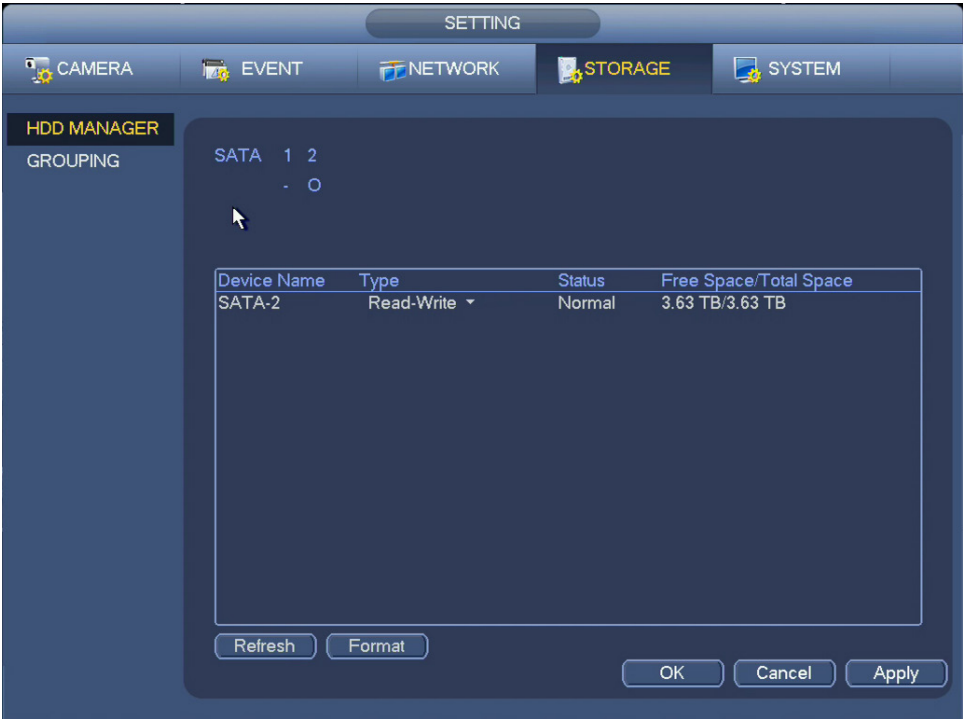 SETTING
CAMERA EVENT NETWORK STORAGE SYSTEM
HDD MANAGER
GROUPING
SATA 1 2
- O
Device Name Type Status Free Space/Total Space
SATA-2 Read-Write Normal 3.63 TB/3.63 TB
Refresh Format
OK Cancel Apply